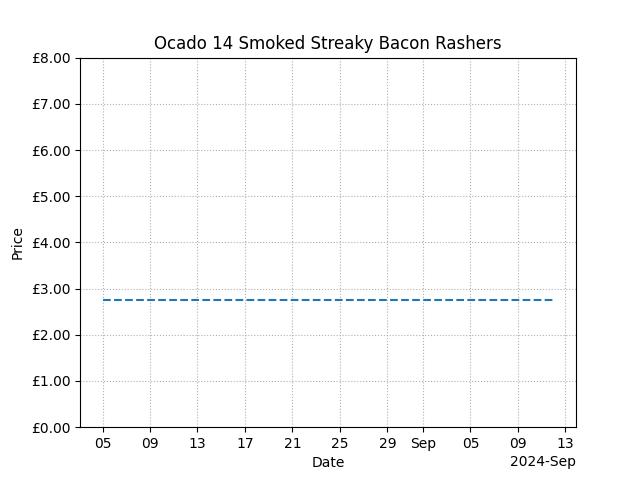 Ocado 14 Smoked Streaky Bacon Rashers
£8.00
£7.00
£6.00
£5.00
£4.00
£3.00
£2.00
£1.00
£0.00
Price
05 09 13 17 21 25 29 Sep 05 09 13
Date
2024-Sep